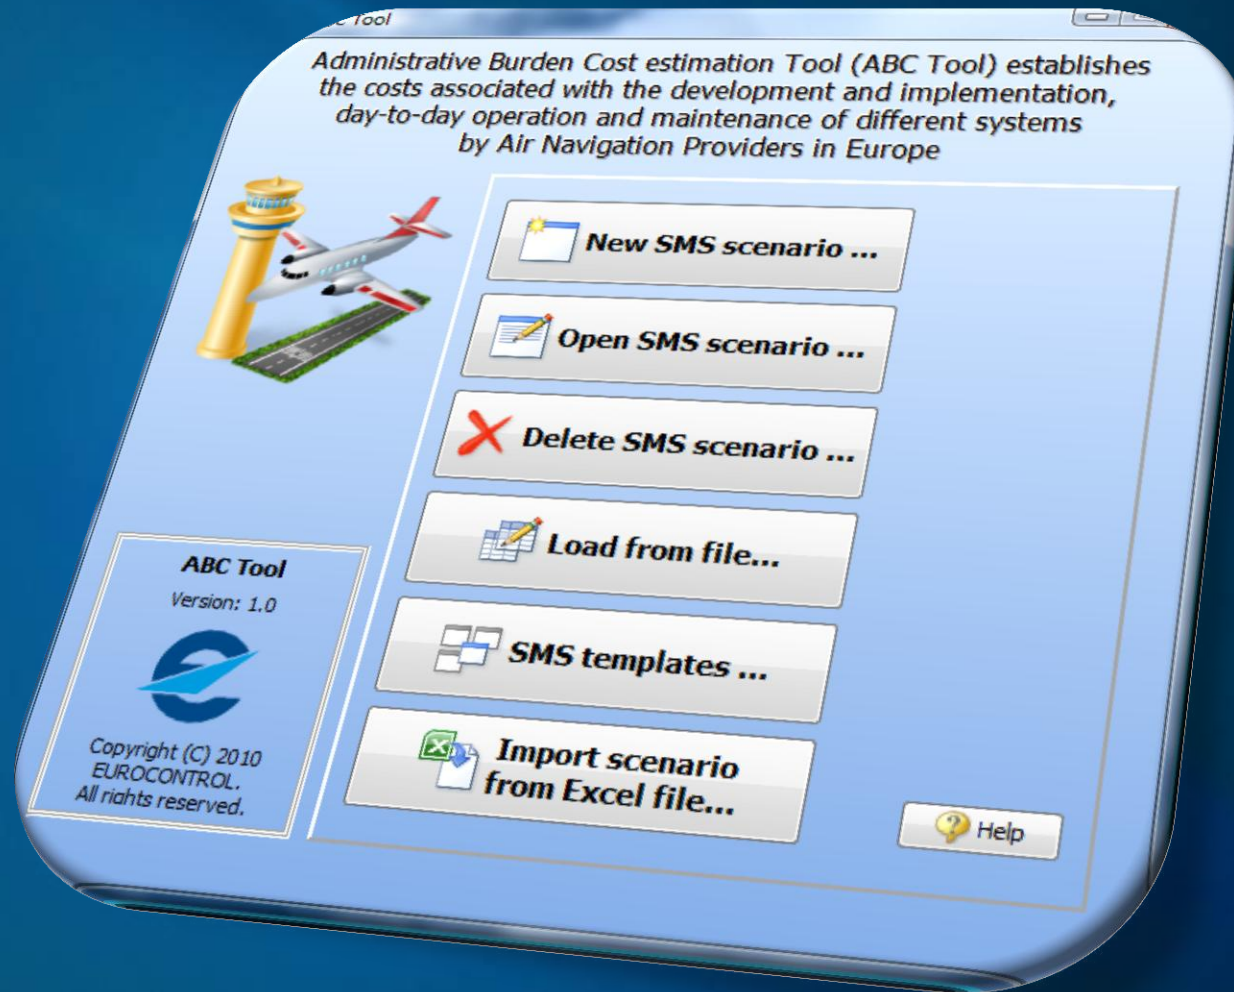 Tool
Administrative Burden Cost estimation Tool (ABC Tool) establishes
the costs associated with the development and implementation,
day-to-day operation and maintenance of different systems
by Air Navigation Providers in Europe
New SMS scenario ...
Open SMS scenario ...
Delete SMS scenario ...
Load from file...
SMS templates ...
Import scenario
from Excel file...
Help
ABC Tool
Version: 1.0
Copyright (C) 2010
EUROCONTROL.
All rights reserved.